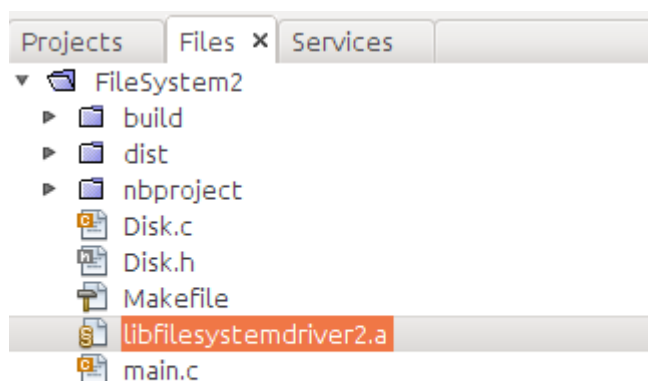 Projects Files × Services
FileSystem2
build
dist
nbproject
Disk.c
Disk.h
Makefile
libfilesystemdriver2.a
main.c